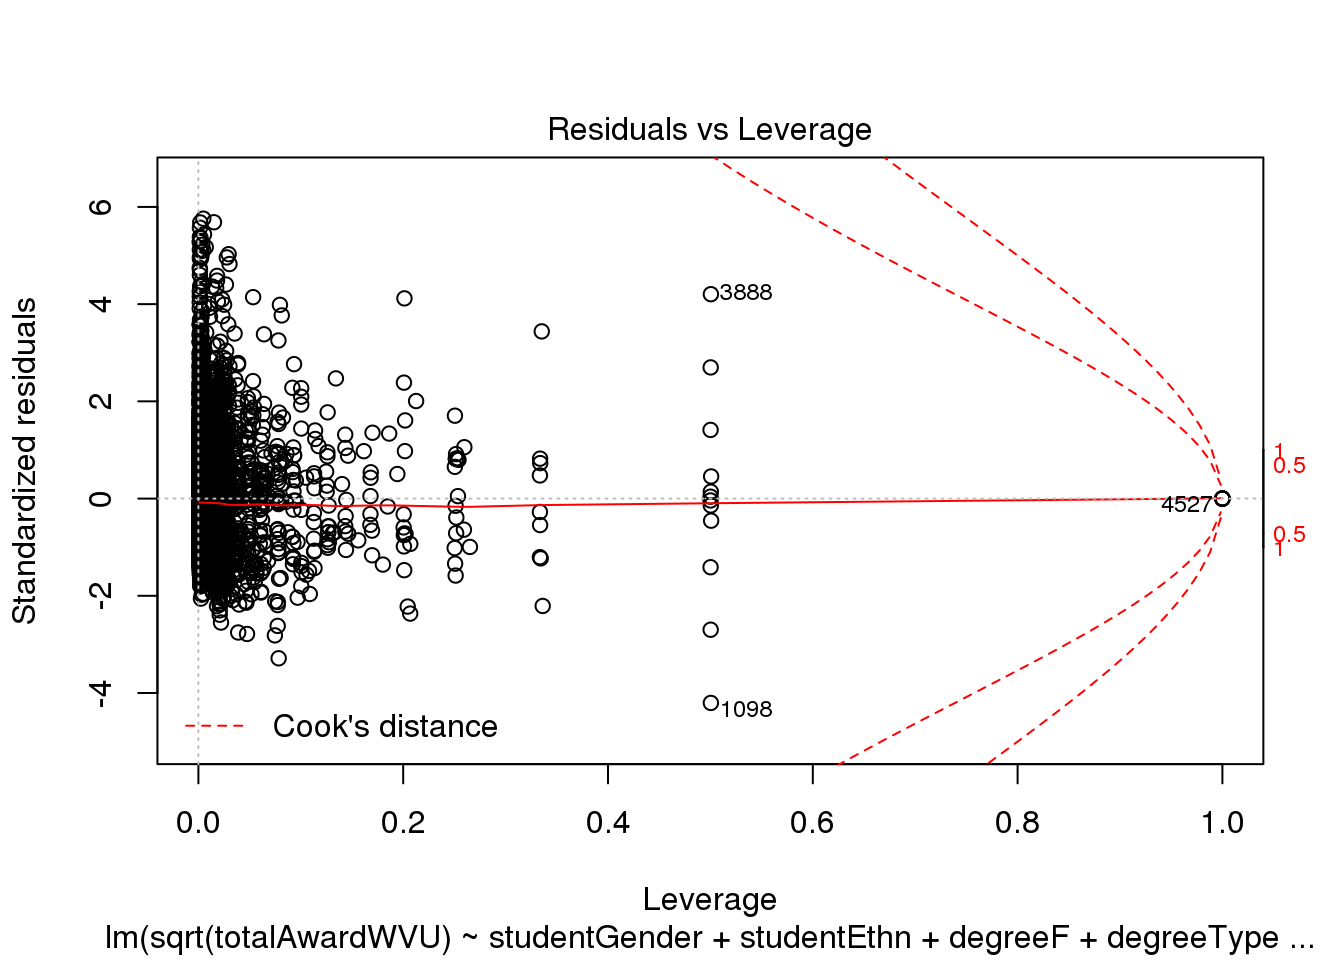 Residuals vs Leverage
Standardized residuals
6
4
2
0
-2
-4
3888
4527
1098
1
0.5
0.5
1
Cook's distance
0.0 0.2 0.4 0.6 0.8 1.0
Leverage
lm(sqrt(totalAwardWVU) ~ studentGender + studentEthn + degreeF + degreeType ...